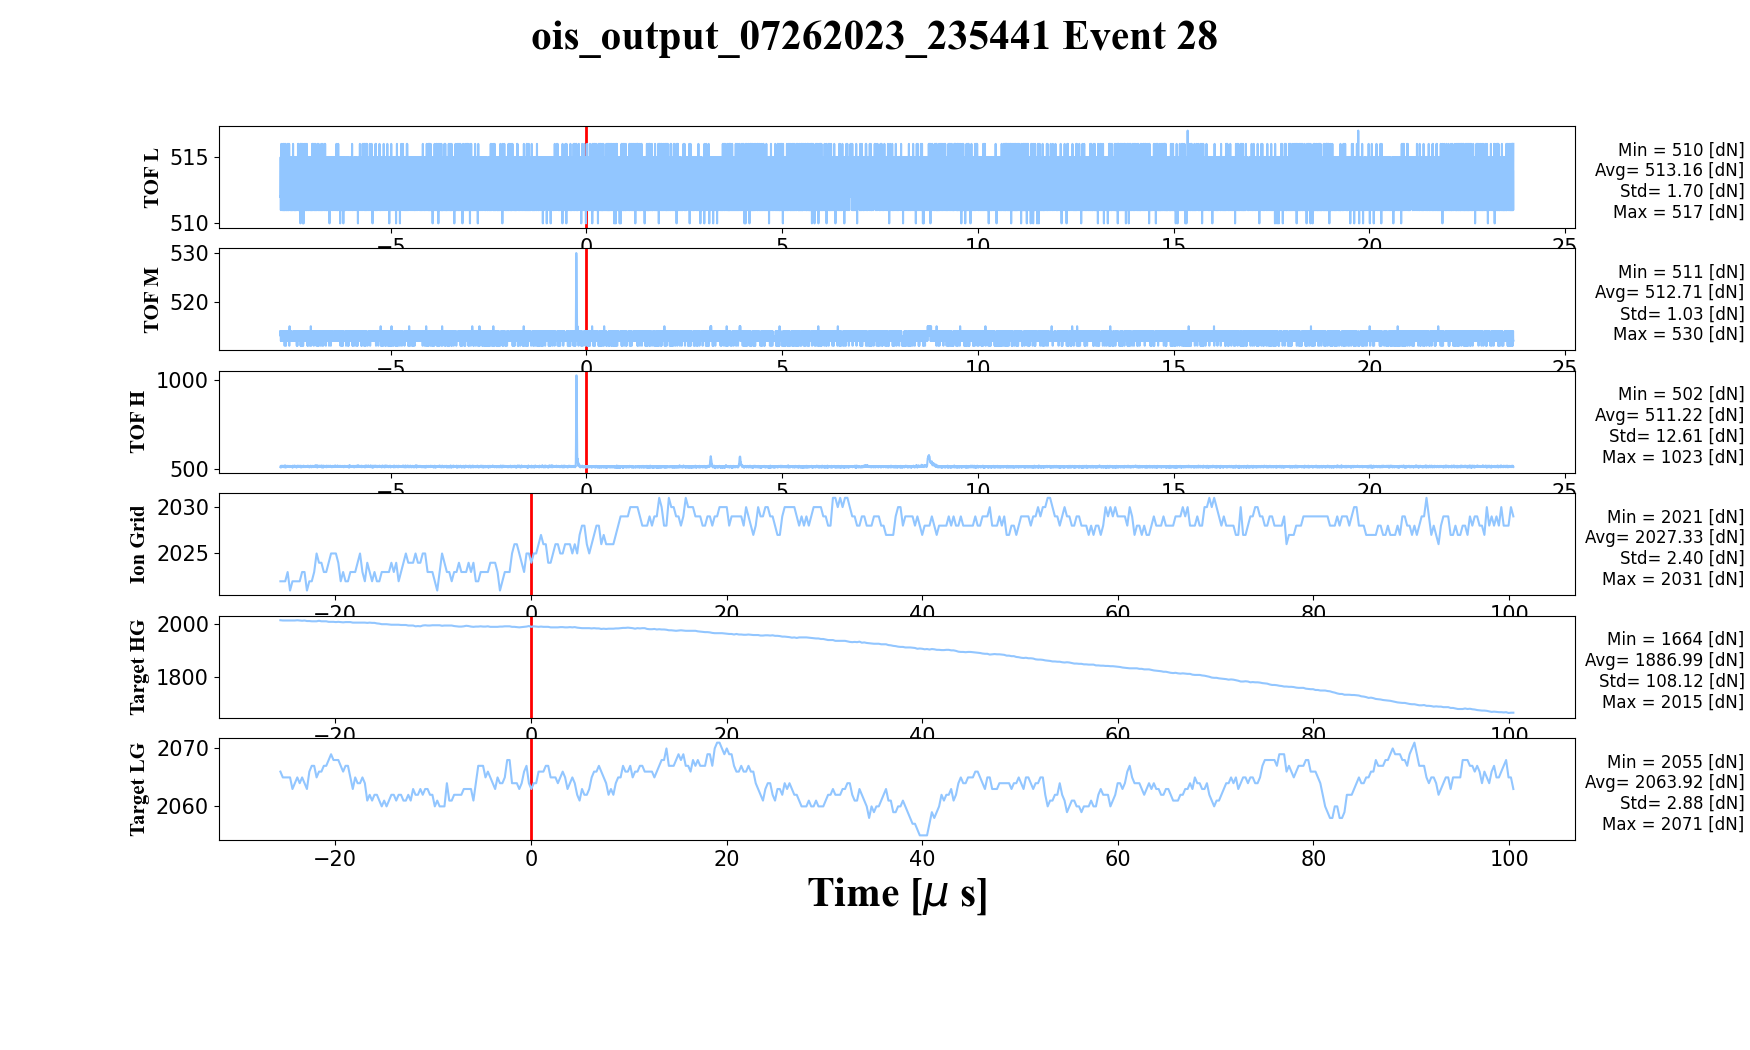 ois_output_07262023_235441 Event 28
TOF L
515
510
−5
0
5
10
15
20
25
Min = 510 [dN]
Avg= 513.16 [dN]
Std= 1.70 [dN]
Max = 517 [dN]
TOF M
530
520
−5
0
5
10
15
20
25
Min = 511 [dN]
Avg= 512.71 [dN]
Std= 1.03 [dN]
Max = 530 [dN]
TOF H
1000
500
−5
0
5
10
15
20
25
Min = 502 [dN]
Avg= 511.22 [dN]
Std= 12.61 [dN]
Max = 1023 [dN]
Ion Grid
2030
2025
−20
0
20
40
60
80
100
Min = 2021 [dN]
Avg= 2027.33 [dN]
Std= 2.40 [dN]
Max = 2031 [dN]
Target HG
2000
1800
−20
0
20
40
60
80
100
Min = 1664 [dN]
Avg= 1886.99 [dN]
Std= 108.12 [dN]
Max = 2015 [dN]
Target LG
2070
2060
−20
0
20
40
60
80
100
Min = 2055 [dN]
Avg= 2063.92 [dN]
Std= 2.88 [dN]
Max = 2071 [dN]
Time [μ s]